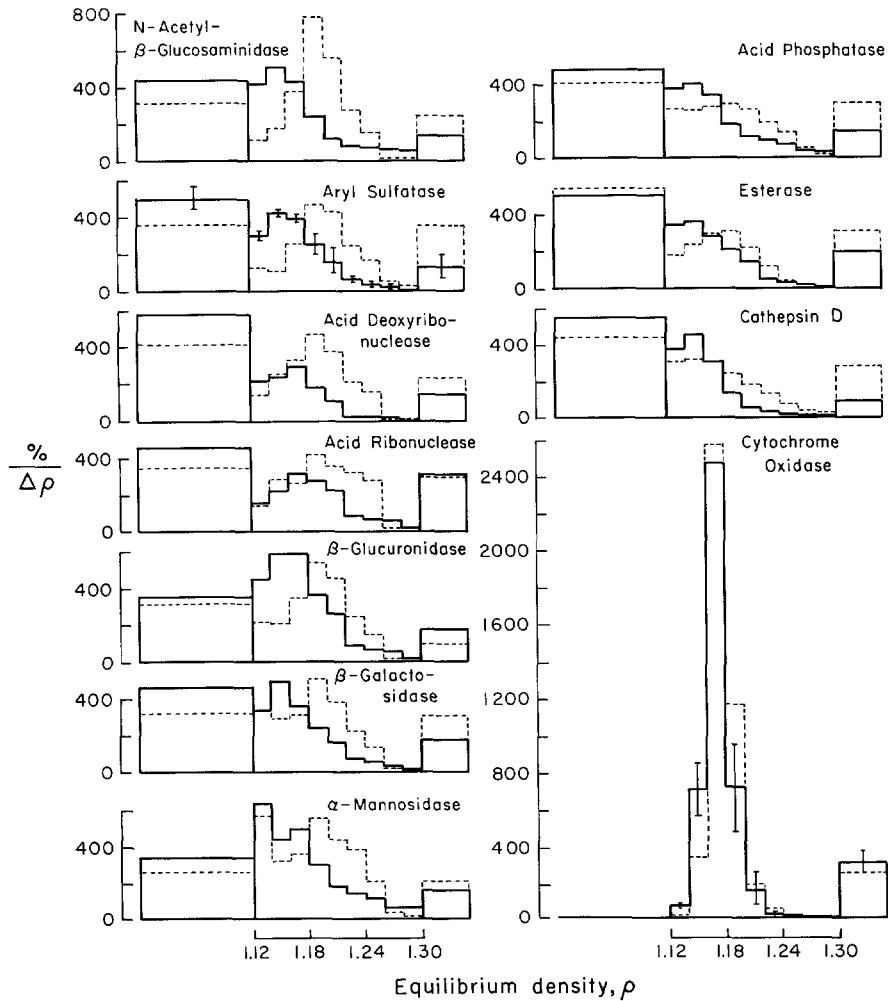 N-Acetyl-
β-Glucosaminidase
800
400
0
Aryl Sulfatase
400
0
Acid Deoxyribo-
nuclease
400
0
Acid Ribonuclease
400
0
β-Glucuronidase
400
0
β-Galacto-
sidase
400
0
α-Mannosidase
400
0
1.12
1.18
1.24
1.30
%
Δρ
Acid Phosphatase
400
0
Esterase
400
0
Cathepsin D
400
0
Cytochrome
Oxidase
2400
2000
1600
1200
800
400
0
1.12
1.18
1.24
1.30
Equilibrium density, ρ